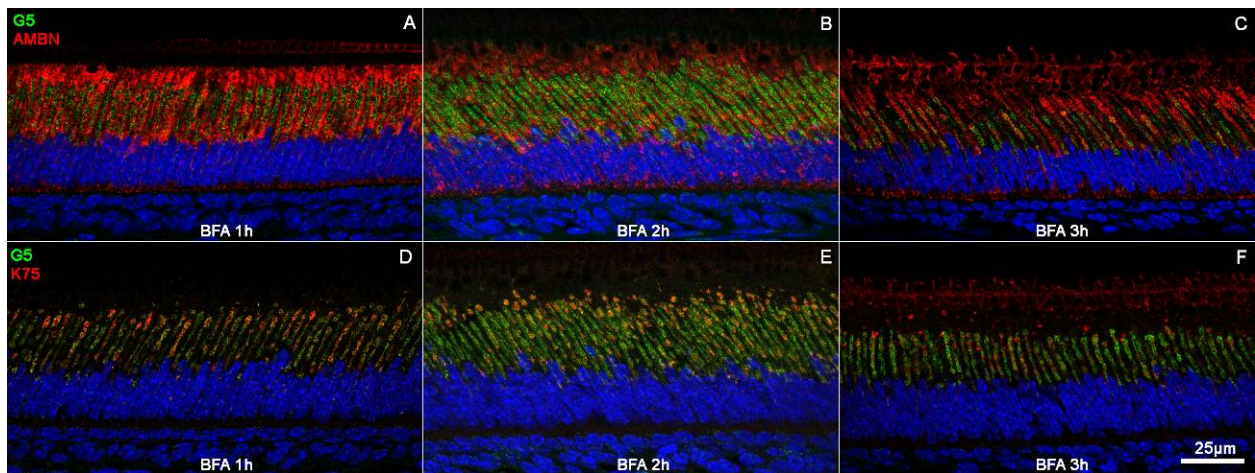 G5
AMBN
A
BFA 1h
B
BFA 2h
C
BFA 3h
G5
K75
D
BFA 1h
E
BFA 2h
F
25µm
BFA 3h